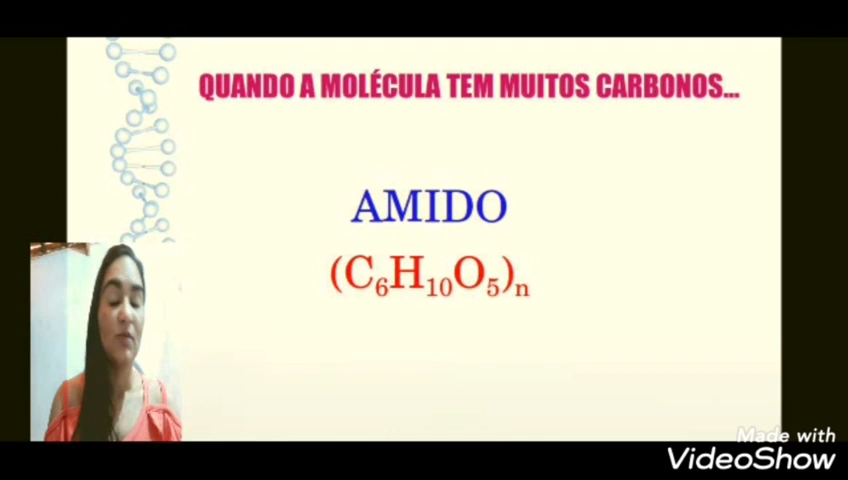 QUANDO A MOLÉCULA TEM MUITOS CARBONOS...
AMIDO
(C₆H₁₀O₅)ₙ
Made with
VideoShow